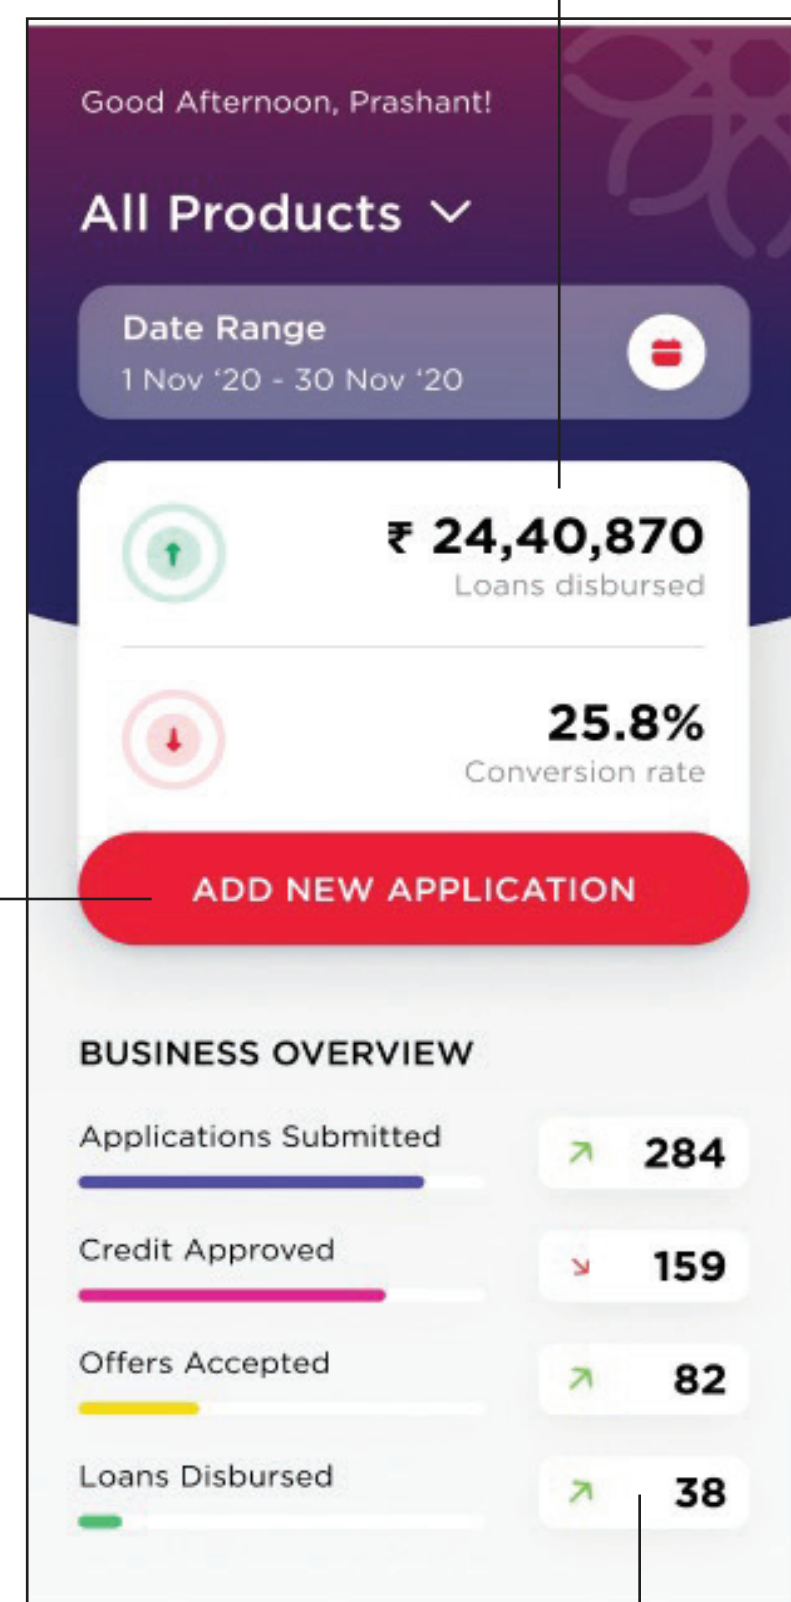 Good Afternoon, Prashant!
All Products
Date Range
1 Nov ‘20 - 30 Nov ‘20
₹ 24,40,870
Loans disbursed
25.8%
Conversion rate
ADD NEW APPLICATION
BUSINESS OVERVIEW
Applications Submitted
284
Credit Approved
159
Offers Accepted
82
Loans Disbursed
38